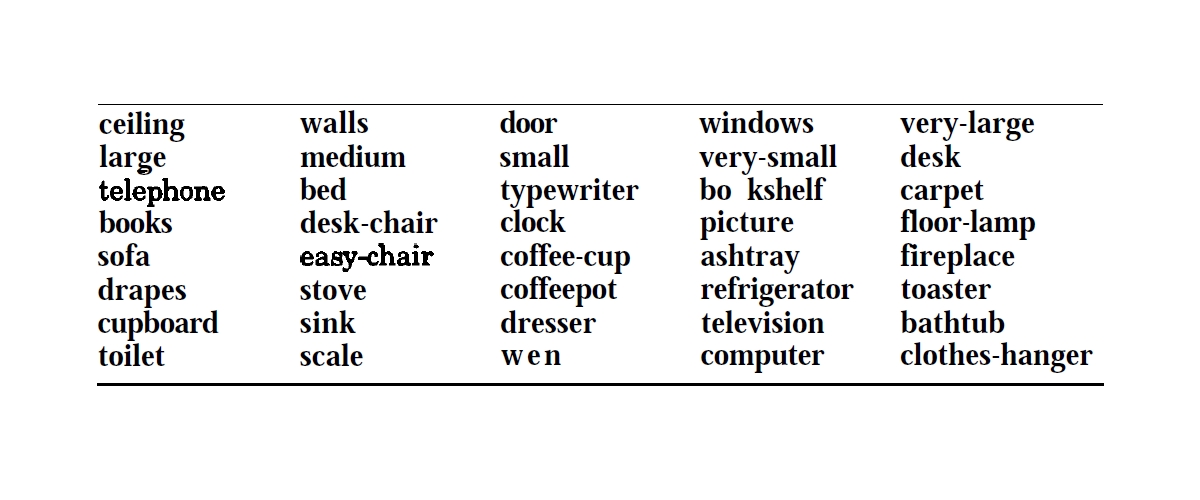 ceiling walls door windows very-large
large medium small very-small desk
telephone bed typewriter bo kshelf carpet
books desk-chair clock picture floor-lamp
sofa easy-chair coffee-cup ashtray fireplace
drapes stove coffeepot refrigerator toaster
cupboard sink dresser television bathtub
toilet scale wen computer clothes-hanger